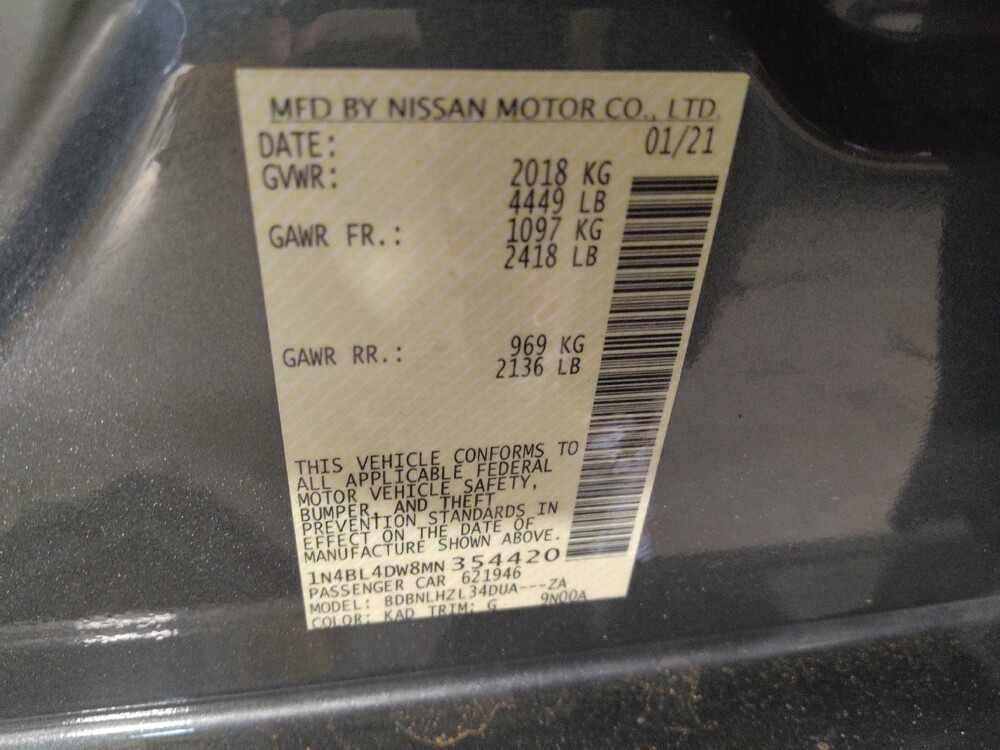 MFD BY NISSAN MOTOR CO., LTD.
DATE: 01/21
GVWR: 2018 KG
4449 LB
GAWR FR.: 1097 KG
2418 LB
GAWR RR.: 969 KG
2136 LB
THIS VEHICLE CONFORMS TO
ALL APPLICABLE FEDERAL
MOTOR VEHICLE SAFETY,
BUMPER, AND THEFT
PREVENTION STANDARDS IN
EFFECT ON THE DATE OF
MANUFACTURE SHOWN ABOVE.
1N4BL4DW8MN354420
PASSENGER CAR 621946
MODEL: BDBNLHZL34DUA---ZA
COLOR: KAD TRIM: G 9N00A